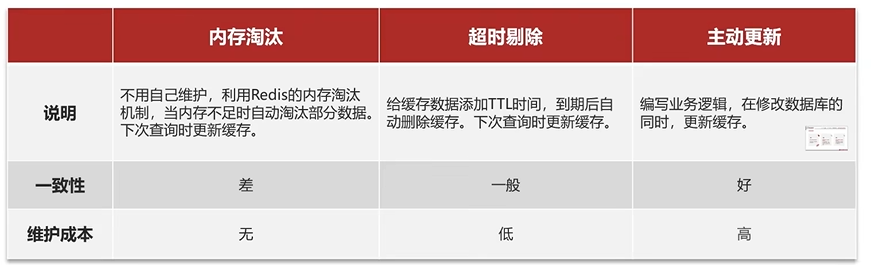 内存淘汰
超时剔除
主动更新
说明
不用自己维护，利用Redis的内存淘汰
机制，当内存不足时自动淘汰部分数据。
下次查询时更新缓存。
给缓存数据添加TTL时间，到期后自
动删除缓存。下次查询时更新缓存。
编写业务逻辑，在修改数据库的
同时，更新缓存。
一致性
差
一般
好
维护成本
无
低
高